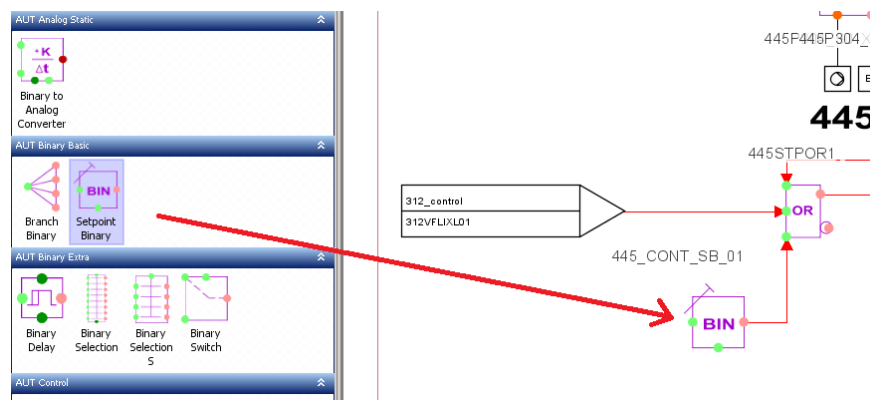 AUT Analog Static
+K
Δt
Binary to
Analog
Converter
AUT Binary Basic
BIN
Branch
Binary
Setpoint
Binary
AUT Binary Extra
Binary
Delay
Binary
Selection
Binary
Selection
S
Binary
Switch
AUT Control
445
445STPOR1
312_control
312VFLIXL01
OR
445_CONT_SB_01
BIN